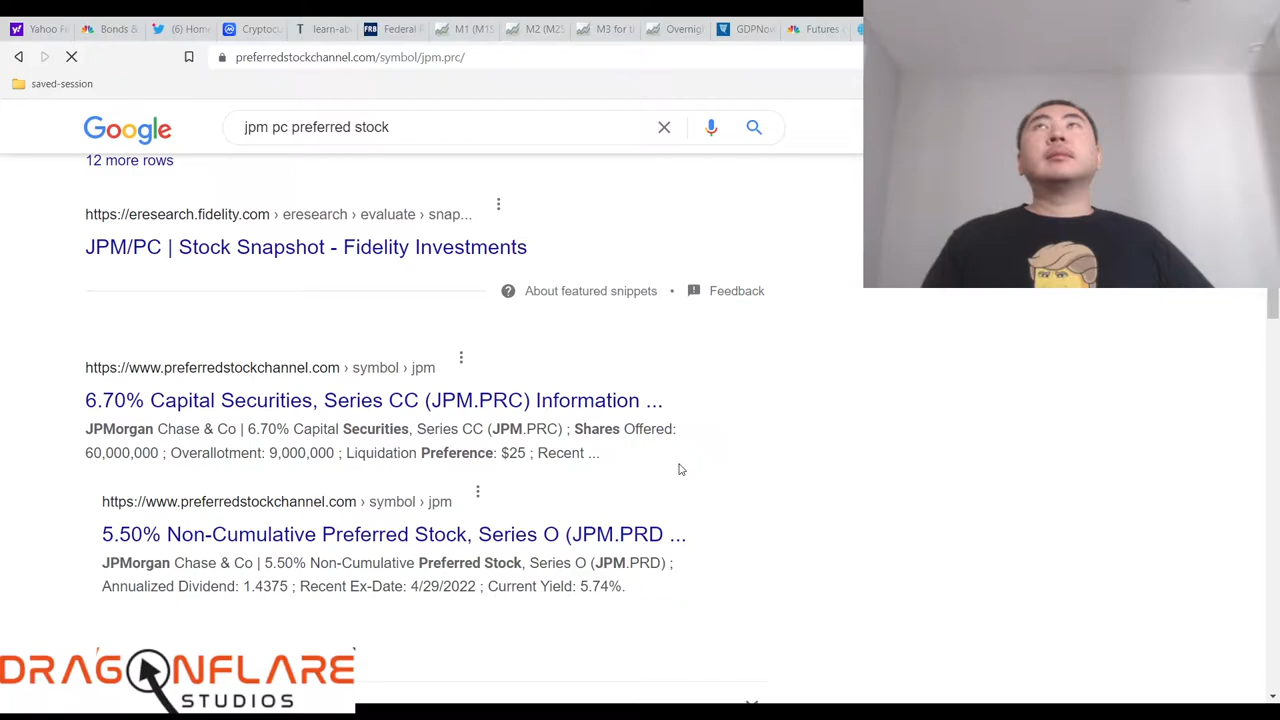 Yahoo Fi
Bonds &
(6) Home
Cryptocu
learn-ab
Federal
M1 (M1S
M2 (M2S
M3 for t
Overnigh
GDPNow
Futures
preferredstockchannel.com/symbol/jpm.prc/
saved-session
Google
jpm pc preferred stock
12 more rows
https://eresearch.fidelity.com › eresearch › evaluate › snap...
JPM/PC | Stock Snapshot - Fidelity Investments
About featured snippets • Feedback
https://www.preferredstockchannel.com › symbol › jpm
6.70% Capital Securities, Series CC (JPM.PRC) Information ...
JPMorgan Chase & Co | 6.70% Capital Securities, Series CC (JPM.PRC) ; Shares Offered:
60,000,000 ; Overallotment: 9,000,000 ; Liquidation Preference: $25 ; Recent ...
https://www.preferredstockchannel.com › symbol › jpm
5.50% Non-Cumulative Preferred Stock, Series O (JPM.PRD ...
JPMorgan Chase & Co | 5.50% Non-Cumulative Preferred Stock, Series O (JPM.PRD) ;
Annualized Dividend: 1.4375 ; Recent Ex-Date: 4/29/2022 ; Current Yield: 5.74%.
DRAGONFLARE
STUDIOS